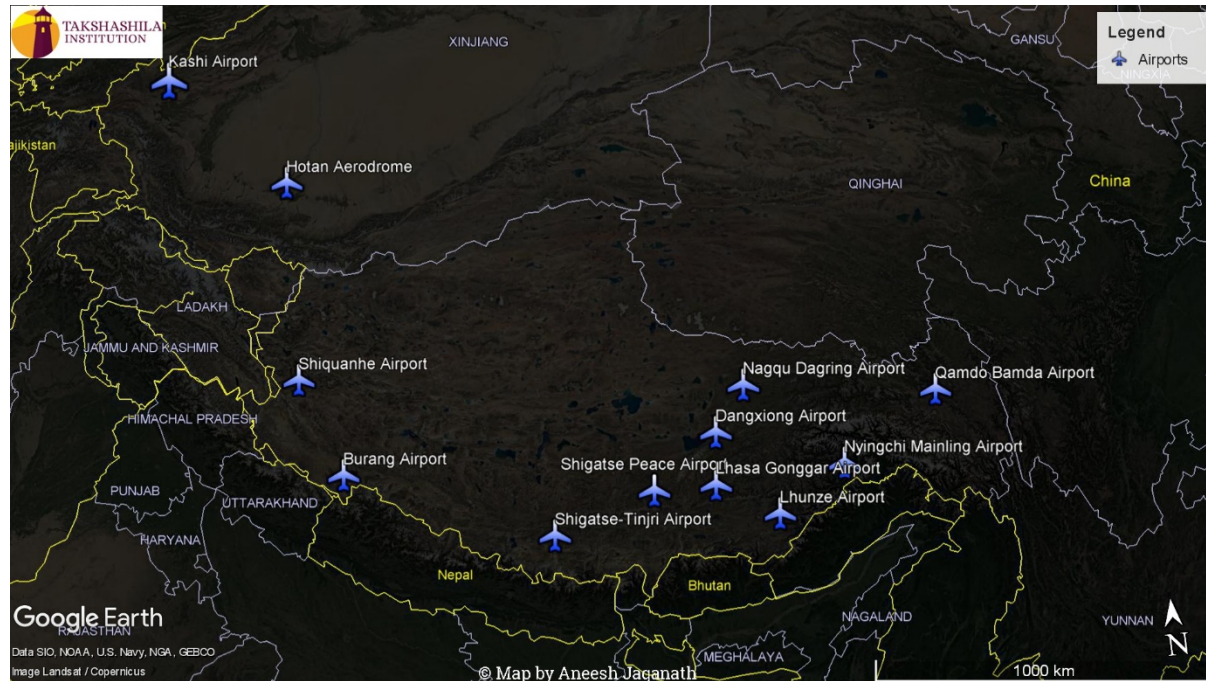 TAKSHASHILA
INSTITUTION
XINJIANG
GANSU
Legend
Airports
NINGXIA
Kashi Airport
ajikistan
Hotan Aerodrome
QINGHAI
China
LADAKH
JAMMU AND KASHMIR
Shiquanhe Airport
Nagqu Dagring Airport
Qamdo Bamda Airport
HIMACHAL PRADESH
Dangxiong Airport
Nyingchi Mainling Airport
Burang Airport
Shigatse Peace Airport
Lhasa Gonggar Airport
PUNJAB
UTTARAKHAND
Lhunze Airport
Shigatse-Tinjri Airport
HARYANA
Nepal
Bhutan
Google Earth
RAJASTHAN
NAGALAND
YUNNAN
N
Data SIO, NOAA, U.S. Navy, NGA, GEBCO
MEGHALAYA
Image Landsat / Copernicus
© Map by Aneesh Jaganath
1000 km